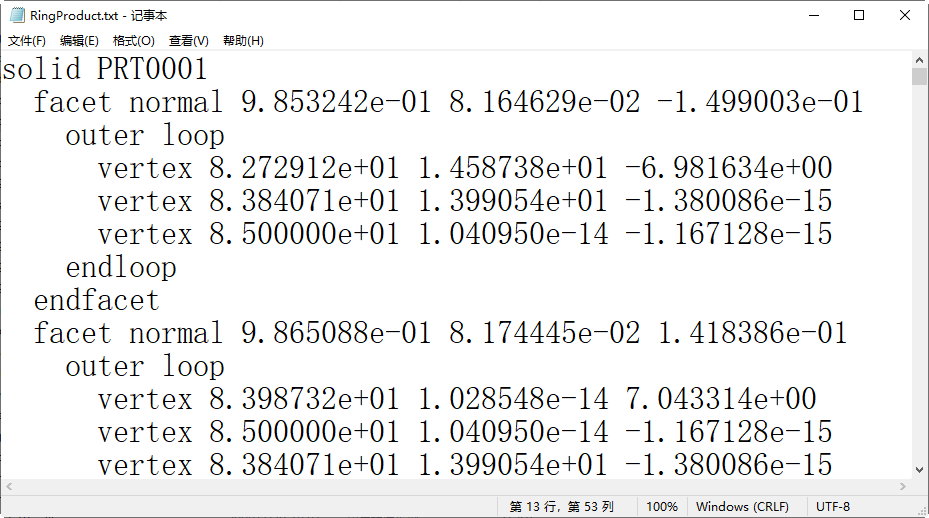 RingProduct.txt - 记事本
文件(F) 编辑(E) 格式(O) 查看(V) 帮助(H)
solid PRT0001
facet normal 9.853242e-01 8.164629e-02 -1.499003e-01
outer loop
vertex 8.272912e+01 1.458738e+01 -6.981634e+00
vertex 8.384071e+01 1.399054e+01 -1.380086e-15
vertex 8.500000e+01 1.040950e-14 -1.167128e-15
endloop
endfacet
facet normal 9.865088e-01 8.174445e-02 1.418386e-01
outer loop
vertex 8.398732e+01 1.028548e-14 7.043314e+00
vertex 8.500000e+01 1.040950e-14 -1.167128e-15
vertex 8.384071e+01 1.399054e+01 -1.380086e-15
第 13 行，第 53 列 100% Windows (CRLF) UTF-8